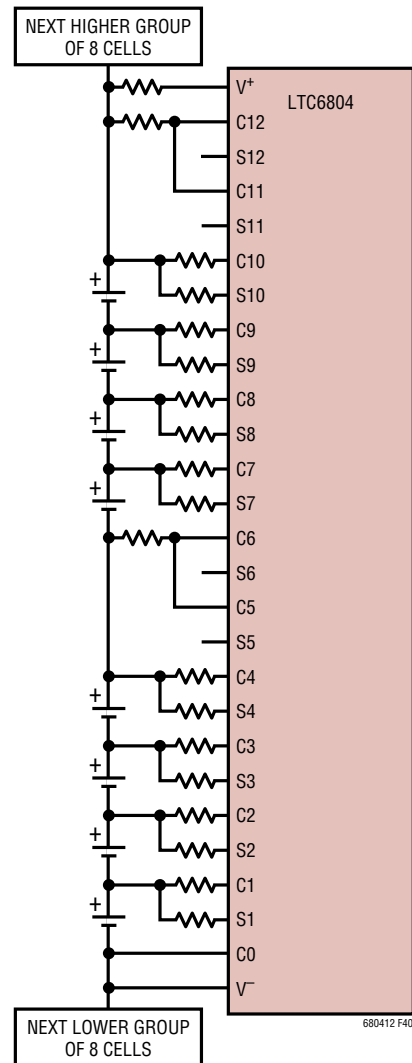 NEXT HIGHER GROUP
OF 8 CELLS
LTC6804
V+
C12
S12
C11
S11
C10
S10
+
C9
S9
+
C8
S8
+
C7
S7
+
C6
S6
C5
S5
C4
S4
+
C3
S3
+
C2
S2
+
C1
S1
+
C0
V−
NEXT LOWER GROUP
OF 8 CELLS
680412 F40